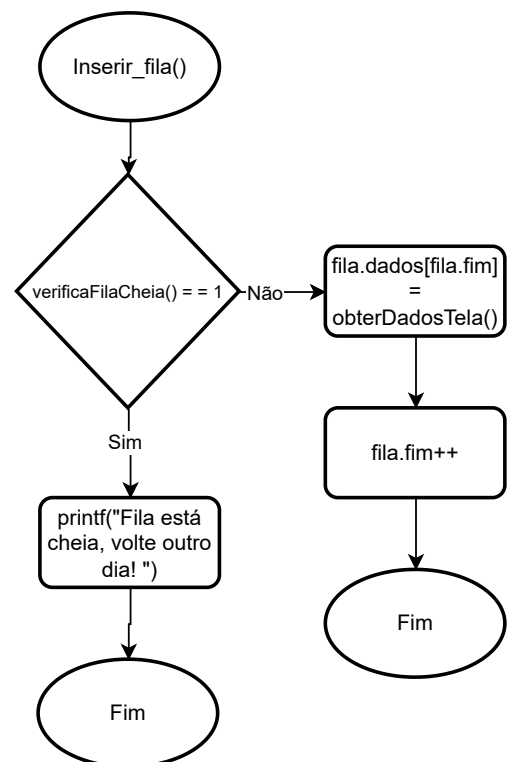 Inserir_fila()
verificaFilaCheia() = = 1
Não
fila.dados[fila.fim]
=
obterDadosTela()
Sim
fila.fim++
printf("Fila está
cheia, volte outro
dia! ")
Fim
Fim